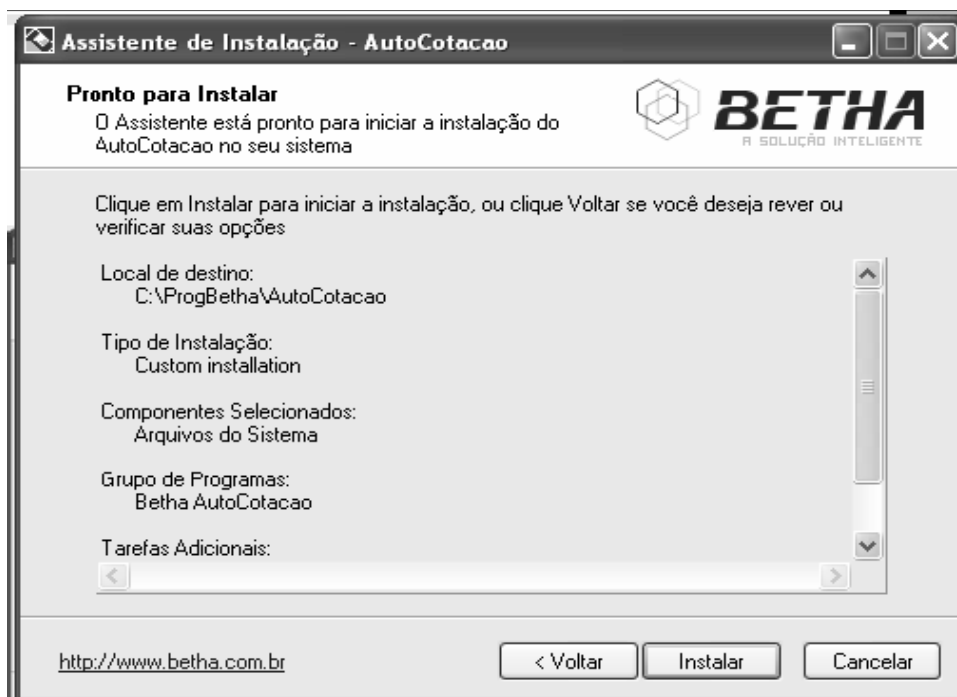 Assistente de Instalação - AutoCotacao
Pronto para Instalar
O Assistente está pronto para iniciar a instalação do
AutoCotacao no seu sistema
BETHA
A SOLUÇÃO INTELIGENTE
Clique em Instalar para iniciar a instalação, ou clique Voltar se você deseja rever ou
verificar suas opções
Local de destino:
C:\ProgBetha\AutoCotacao
Tipo de Instalação:
Custom installation
Componentes Selecionados:
Arquivos do Sistema
Grupo de Programas:
Betha AutoCotacao
Tarefas Adicionais:
http://www.betha.com.br
< Voltar
Instalar
Cancelar